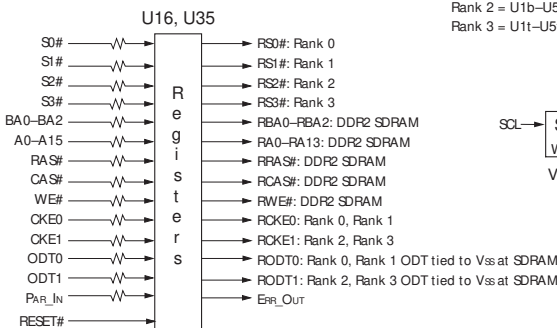 Rank 2 = U1b–U5
Rank 3 = U1t–U5
U16, U35
S0#
S1#
S2#
S3#
BA0–BA2
A0–A15
RAS#
CAS#
WE#
CKE0
CKE1
ODT0
ODT1
PAR_IN
RESET#
Registers
RS0#: Rank 0
RS1#: Rank 1
RS2#: Rank 2
RS3#: Rank 3
RBA0–RBA2: DDR2 SDRAM
RA0–RA13: DDR2 SDRAM
RRAS#: DDR2 SDRAM
RCAS#: DDR2 SDRAM
RWE#: DDR2 SDRAM
RCKE0: Rank 0, Rank 1
RCKE1: Rank 2, Rank 3
RODT0: Rank 0, Rank 1 ODT tied to Vss at SDRAM
RODT1: Rank 2, Rank 3 ODT tied to Vss at SDRAM
ERR_OUT
SCL